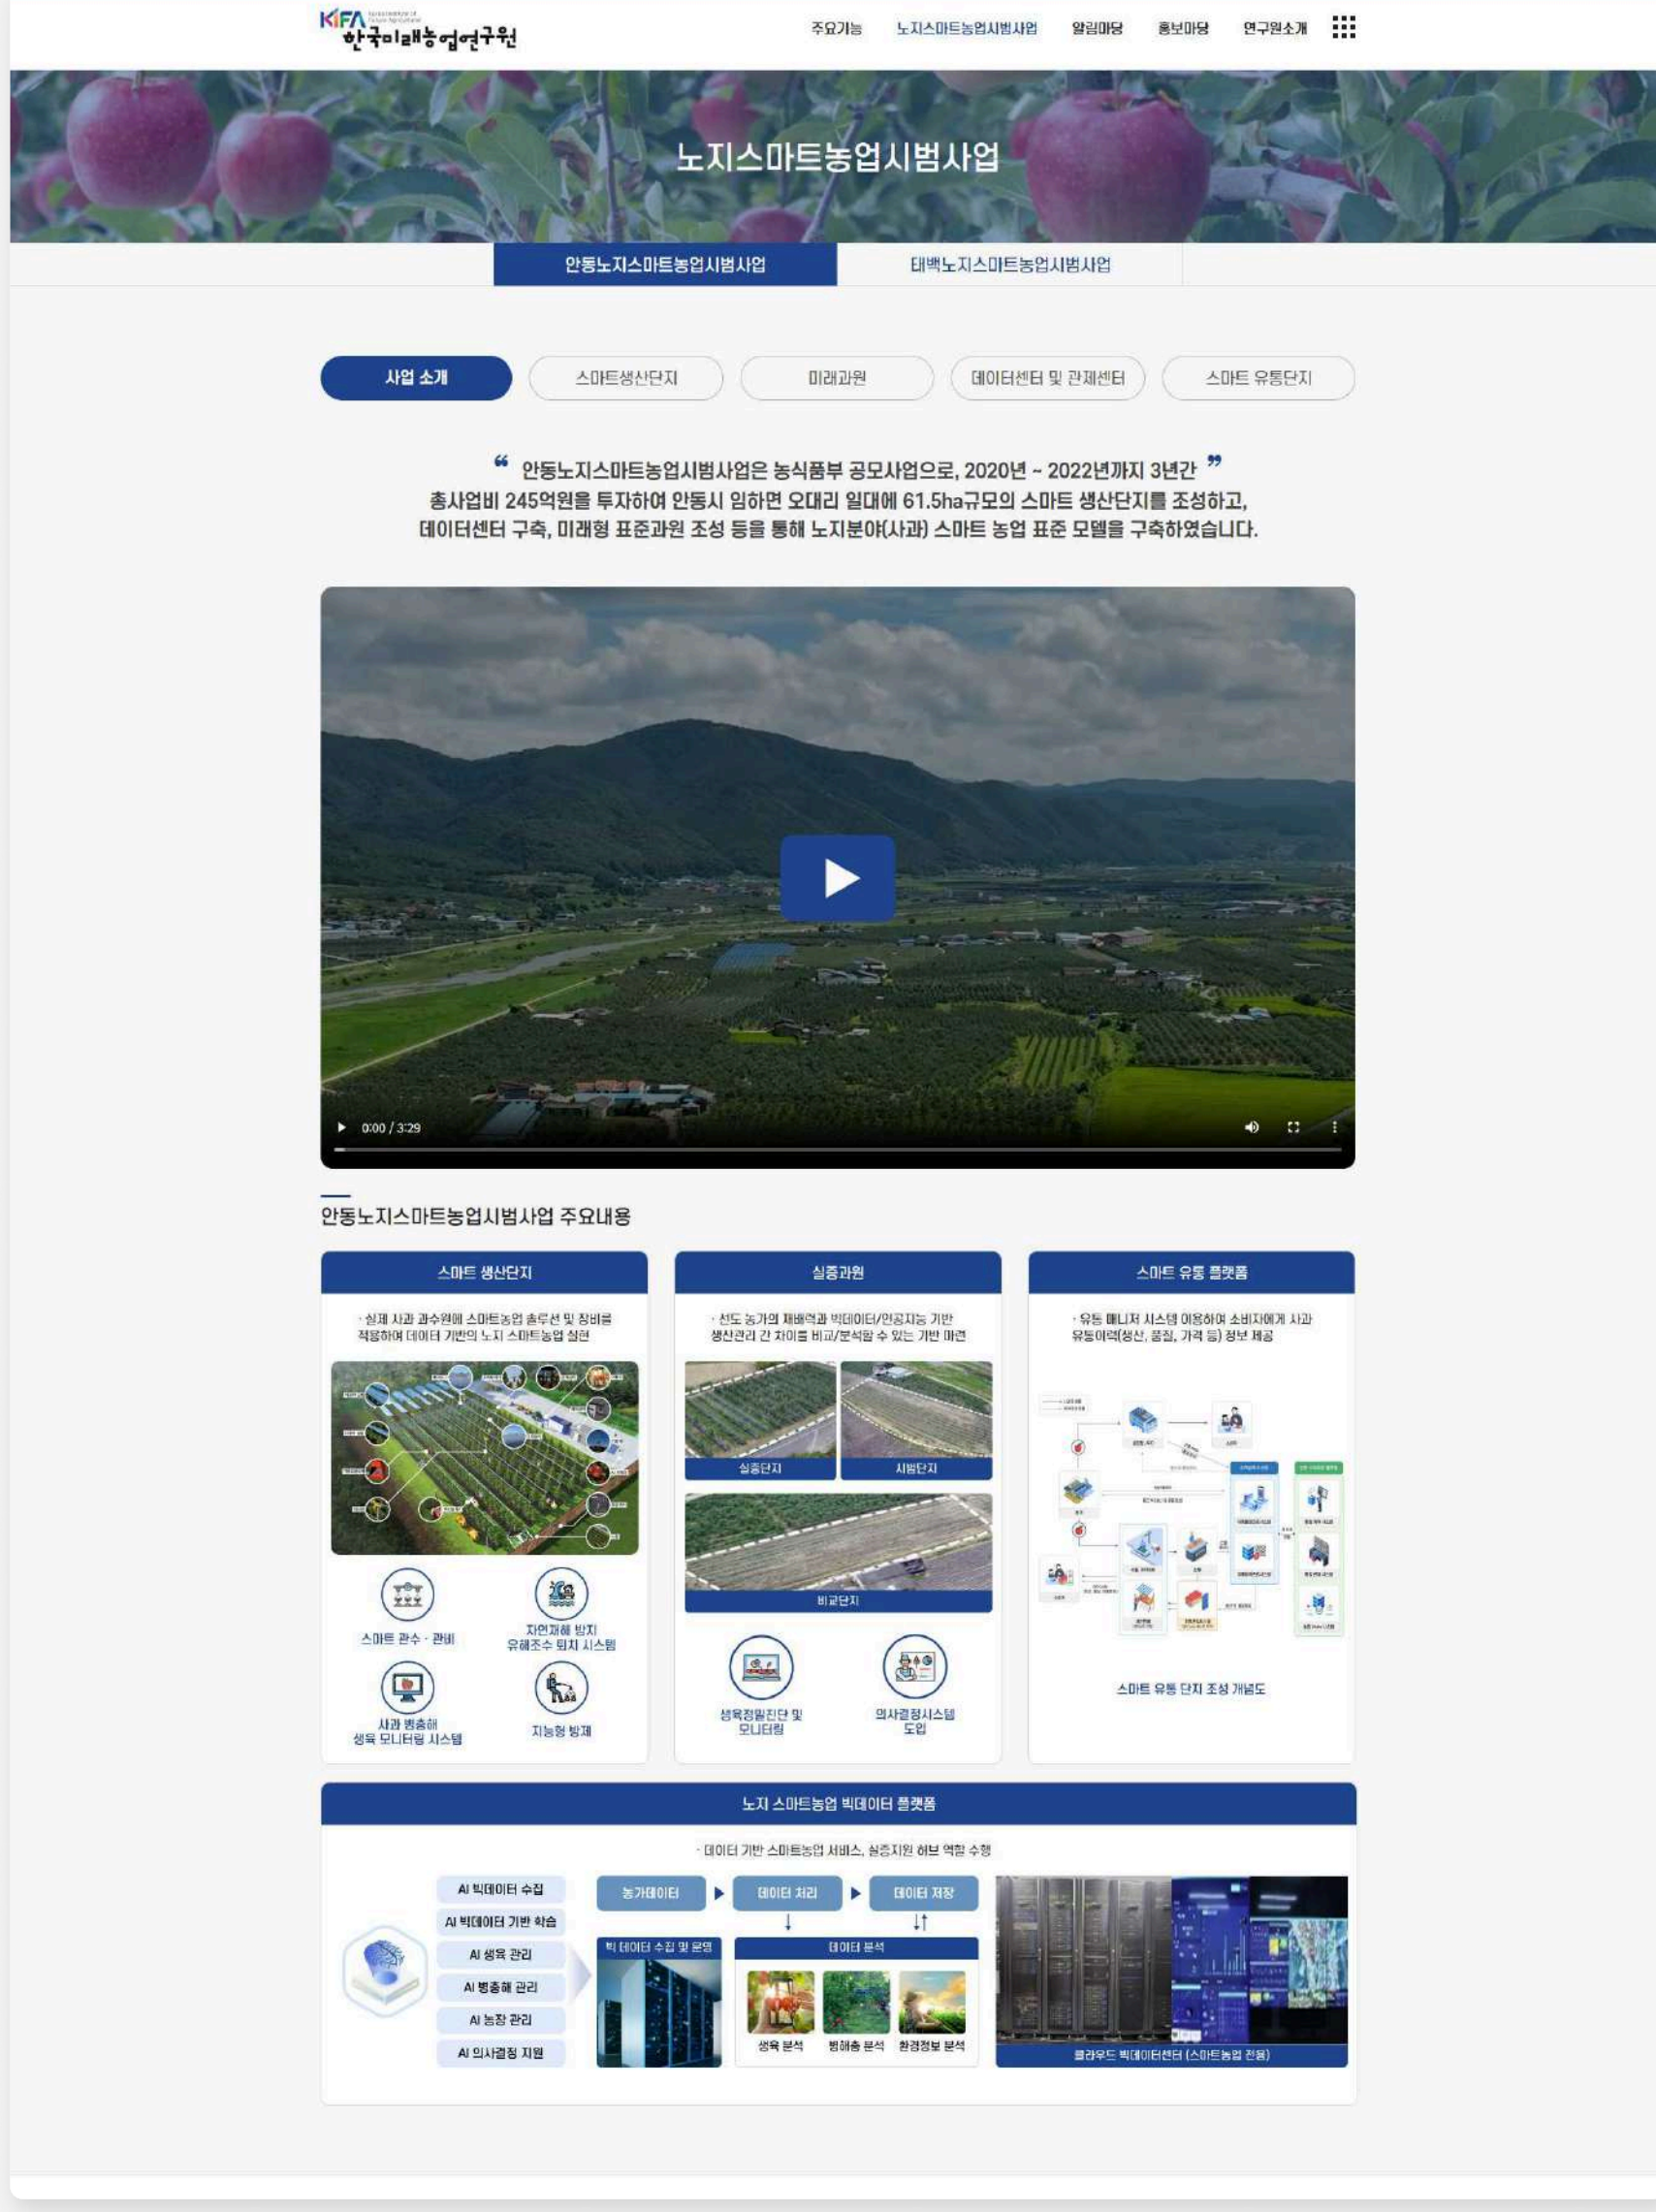 KiFA
한국미래농업연구원
주요기능
노지스마트농업시범사업
알림마당
홍보마당
연구원소개
노지스마트농업시범사업
안동노지스마트농업시범사업
태백노지스마트농업시범사업
사업 소개
스마트생산단지
미래과원
데이터센터 및 관제센터
스마트 유통단지
“ 안동노지스마트농업시범사업은 농식품부 공모사업으로, 2020년 ~ 2022년까지 3년간 ”
총사업비 245억원을 투자하여 안동시 임하면 오대리 일대에 61.5ha규모의 스마트 생산단지를 조성하고,
데이터센터 구축, 미래형 표준과원 조성 등을 통해 노지분야(사과) 스마트 농업 표준 모델을 구축하였습니다.
0:00 / 3:29
안동노지스마트농업시범사업 주요내용
스마트 생산단지
· 실제 사과 과수원에 스마트농업 솔루션 및 장비를
적용하여 데이터 기반의 노지 스마트농업 실현
스마트 관수 · 관비
자연재해 방지
유해조수 퇴치 시스템
사과 병충해
생육 모니터링 시스템
지능형 방제
실증과원
· 선도 농가의 재배력과 빅데이터/인공지능 기반
생산관리 간 차이를 비교/분석할 수 있는 기반 마련
실증단지
시범단지
비교단지
생육정밀진단 및
모니터링
의사결정시스템
도입
스마트 유통 플랫폼
· 유통 매니저 시스템 이용하여 소비자에게 사과
유통이력(생산, 품질, 가격 등) 정보 제공
스마트 유통 단지 조성 개념도
노지 스마트농업 빅데이터 플랫폼
· 데이터 기반 스마트농업 서비스, 실증지원 허브 역할 수행
AI 빅데이터 수집
AI 빅데이터 기반 학습
AI 생육 관리
AI 병충해 관리
AI 농장 관리
AI 의사결정 지원
농가데이터
데이터 처리
데이터 저장
빅 데이터 수집 및 운영
데이터 분석
생육 분석
병해충 분석
환경정보 분석
클라우드 빅데이터센터 (스마트농업 전용)